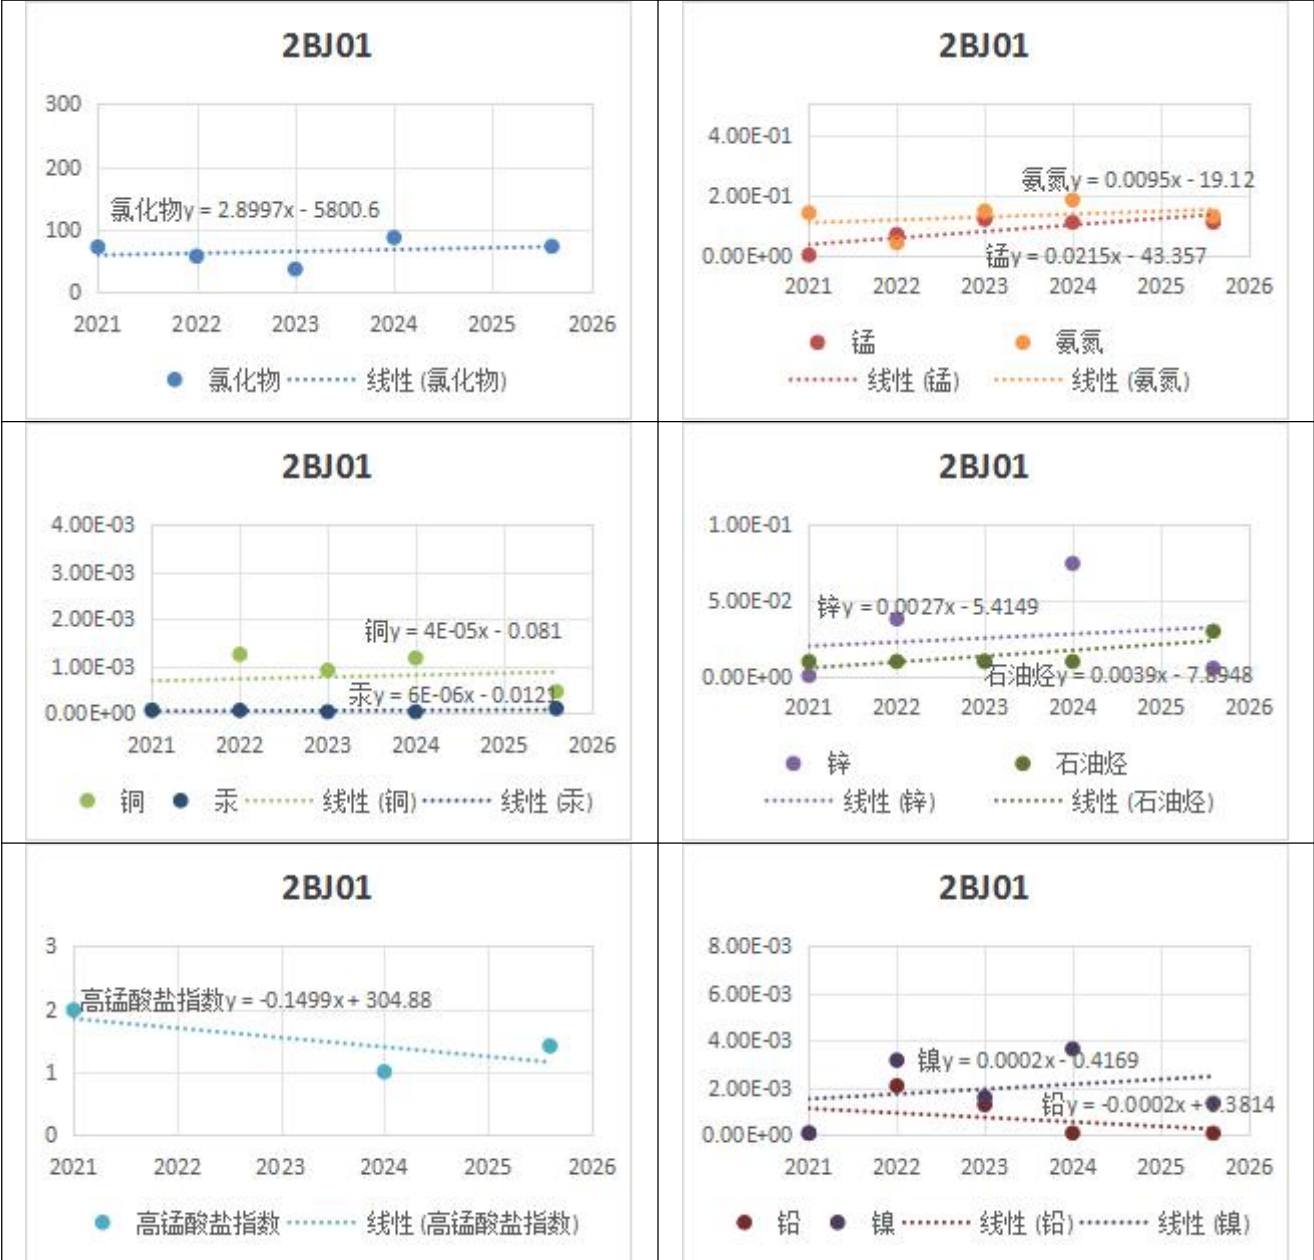 2BJ01
300
200
氯化物y = 2.8997x - 5800.6
100
0
2021 2022 2023 2024 2025 2026
氯化物 线性 (氯化物)
2BJ01
4.00E-01
氨氮y = 0.0095x - 19.12
2.00E-01
0.00E+00
锰y = 0.0215x - 43.357
2021 2022 2023 2024 2025 2026
锰 氨氮
线性 (锰) 线性 (氨氮)
2BJ01
4.00E-03
3.00E-03
2.00E-03
铜y = 4E-05x - 0.081
1.00E-03
汞y = 6E-06x - 0.0121
0.00E+00
2021 2022 2023 2024 2025 2026
铜 汞 线性 (铜) 线性 (汞)
2BJ01
1.00E-01
5.00E-02
锌y = 0.0027x - 5.4149
0.00E+00
石油烃y = 0.0039x - 7.8948
2021 2022 2023 2024 2025 2026
锌 石油烃
线性 (锌) 线性 (石油烃)
2BJ01
3
2
高锰酸盐指数y = -0.1499x + 304.88
1
0
2021 2022 2023 2024 2025 2026
高锰酸盐指数 线性 (高锰酸盐指数)
2BJ01
8.00E-03
6.00E-03
4.00E-03
镍y = 0.0002x - 0.4169
2.00E-03
铅y = -0.0002x + 0.3814
0.00E+00
2021 2022 2023 2024 2025 2026
铅 镍 线性 (铅) 线性 (镍)